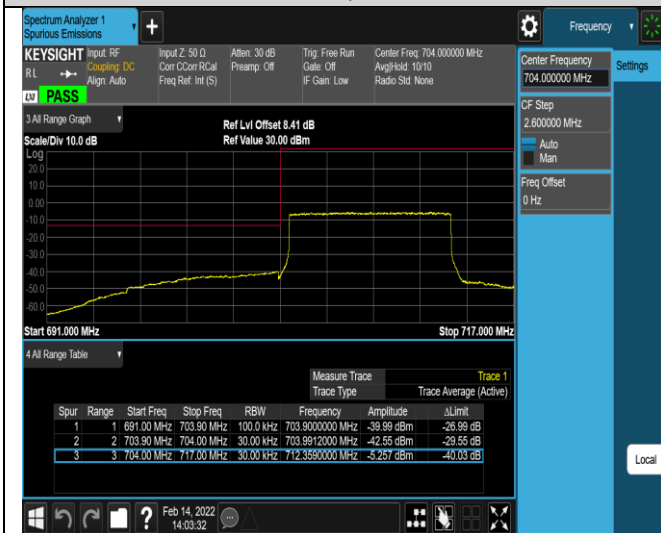 Spectrum Analyzer 1
Spurious Emissions
+
Frequency
KEYSIGHT
RL
LXI PASS
Input: RF
Coupling: DC
Align: Auto
Input Z: 50 Ω
Corr CCorr RCal
Freq Ref: Int (S)
Atten: 30 dB
Preamp: Off
Trig: Free Run
Gate: Off
IF Gain: Low
Center Freq: 704.000000 MHz
Avg|Hold: 10/10
Radio Std: None
Center Frequency
704.000000 MHz
Settings
CF Step
2.600000 MHz
Auto
Man
Freq Offset
0 Hz
3 All Range Graph
Scale/Div 10.0 dB
Ref Lvl Offset 8.41 dB
Ref Value 30.00 dBm
Log
20.0
10.0
0.00
-10.0
-20.0
-30.0
-40.0
-50.0
-60.0
Start 691.000 MHz
Stop 717.000 MHz
4 All Range Table
Measure Trace Trace 1
Trace Type Trace Average (Active)
Spur Range Start Freq Stop Freq RBW Frequency Amplitude ΔLimit
1 1 691.00 MHz 703.90 MHz 100.0 kHz 703.9000000 MHz -39.99 dBm -26.99 dB
2 2 703.90 MHz 704.00 MHz 30.00 kHz 703.9912000 MHz -42.55 dBm -29.55 dB
3 3 704.00 MHz 717.00 MHz 30.00 kHz 712.3590000 MHz -5.257 dBm -40.03 dB
Local
?
Feb 14, 2022
14:03:32